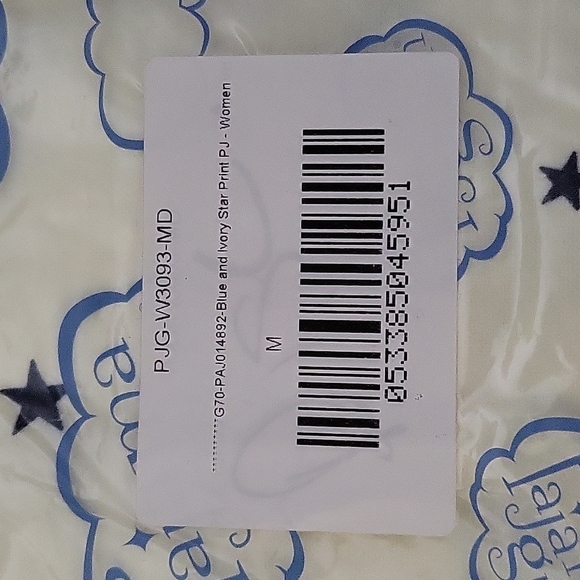 PJG-W3093-MD
----------G70-PAJ014892-Blue and Ivory Star Print PJ - Women
M
053385045951